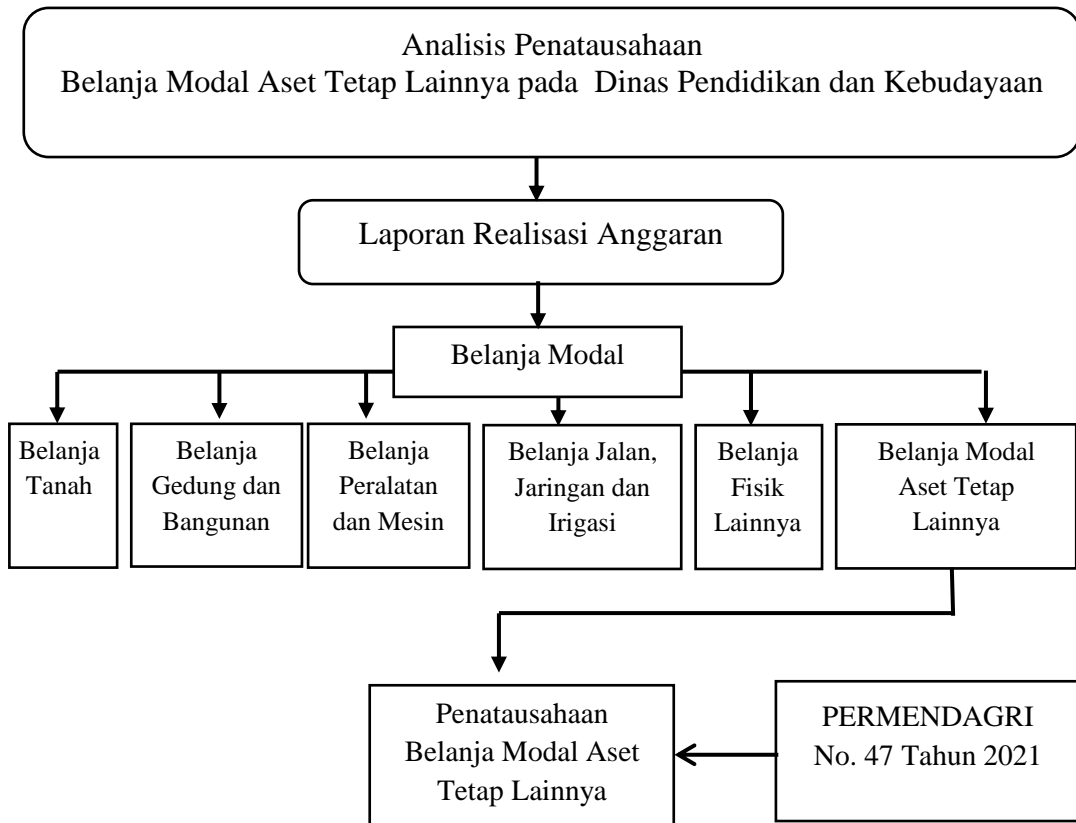 Analisis Penatausahaan
Belanja Modal Aset Tetap Lainnya pada Dinas Pendidikan dan Kebudayaan
Laporan Realisasi Anggaran
Belanja Modal
Belanja
Tanah
Belanja
Gedung dan
Bangunan
Belanja
Peralatan
dan Mesin
Belanja Jalan,
Jaringan dan
Irigasi
Belanja
Fisik
Lainnya
Belanja Modal
Aset Tetap
Lainnya
Penatausahaan
Belanja Modal Aset
Tetap Lainnya
PERMENDAGRI
No. 47 Tahun 2021